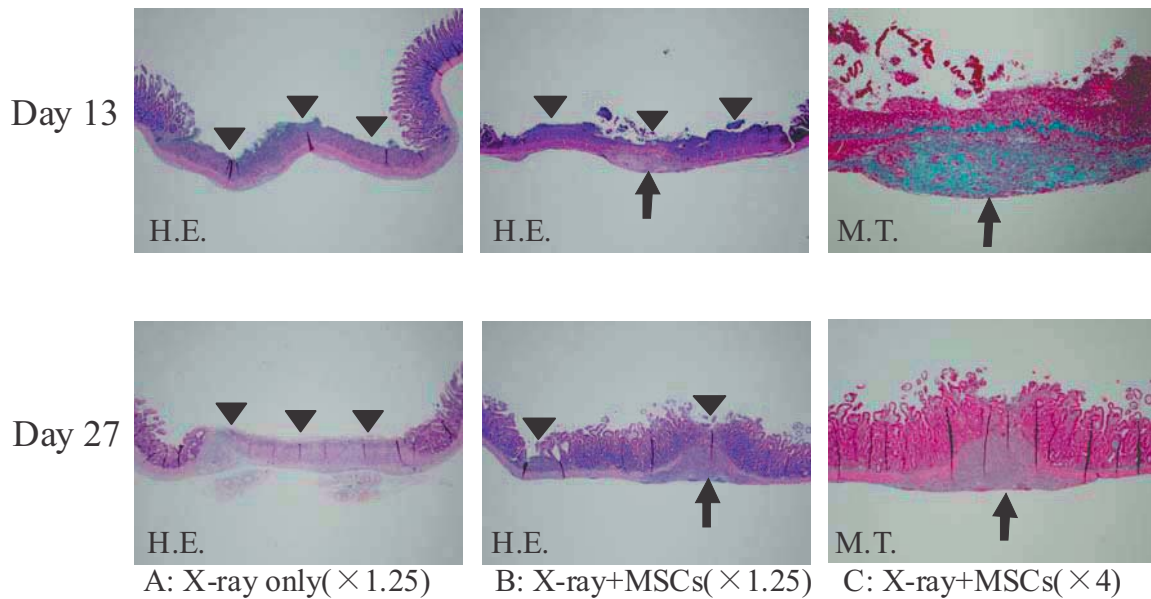 Day 13
H.E.
H.E.
M.T.
Day 27
H.E.
H.E.
M.T.
A: X-ray only(×1.25)
B: X-ray+MSCs(×1.25)
C: X-ray+MSCs(×4)